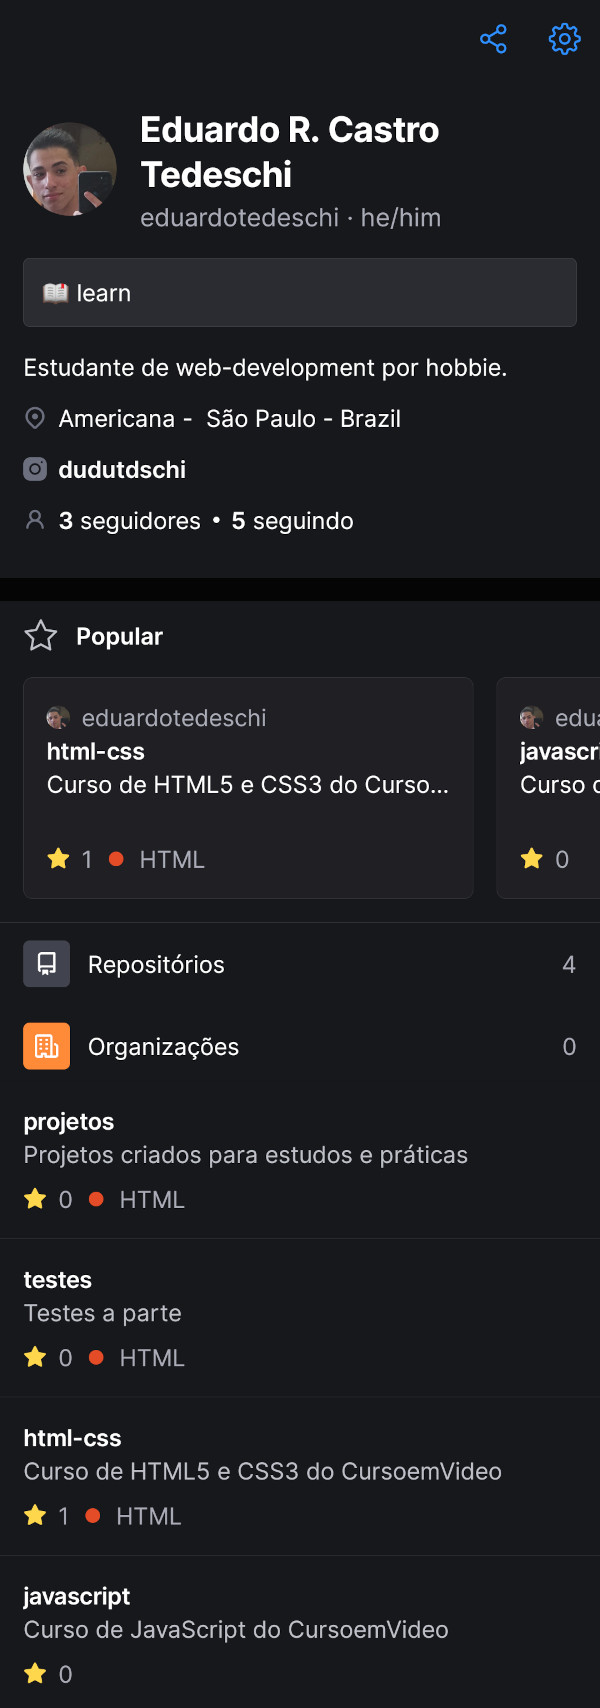 Eduardo R. Castro
Tedeschi
eduardotedeschi · he/him
📖 learn
Estudante de web-development por hobbie.
Americana -  São Paulo - Brazil
dudutdschi
3 seguidores • 5 seguindo
Popular
eduardotedeschi
html-css
Curso de HTML5 e CSS3 do Curso...
1 HTML
edua
javascri
Curso d
0
Repositórios 4
Organizações 0
projetos
Projetos criados para estudos e práticas
0 HTML
testes
Testes a parte
0 HTML
html-css
Curso de HTML5 e CSS3 do CursoemVideo
1 HTML
javascript
Curso de JavaScript do CursoemVideo
0